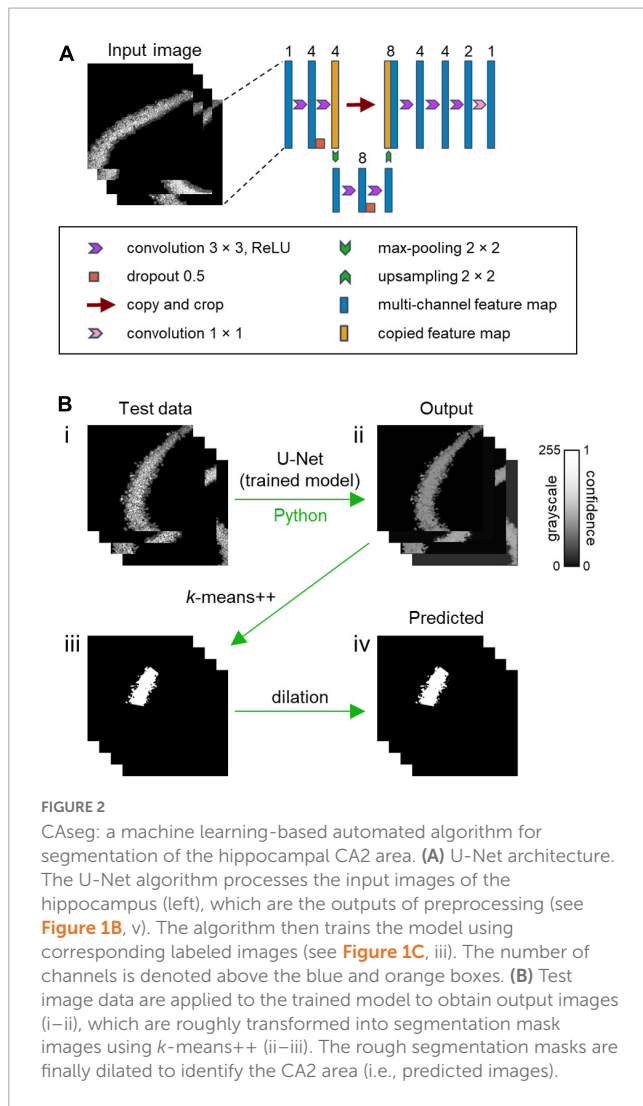 A
Input image
1 4 4 8 4 4 2 1
8
convolution 3 × 3, ReLU
dropout 0.5
copy and crop
convolution 1 × 1
max-pooling 2 × 2
upsampling 2 × 2
multi-channel feature map
copied feature map
B
Test data
Output
i
ii
U-Net
(trained model)
Python
255
1
grayscale
confidence
0
0
k-means++
Predicted
iii
iv
dilation
FIGURE 2
CAseg: a machine learning-based automated algorithm for
segmentation of the hippocampal CA2 area. (A) U-Net architecture.
The U-Net algorithm processes the input images of the
hippocampus (left), which are the outputs of preprocessing (see
Figure 1B, v). The algorithm then trains the model using
corresponding labeled images (see Figure 1C, iii). The number of
channels is denoted above the blue and orange boxes. (B) Test
image data are applied to the trained model to obtain output images
(i–ii), which are roughly transformed into segmentation mask
images using k-means++ (ii–iii). The rough segmentation masks are
finally dilated to identify the CA2 area (i.e., predicted images).